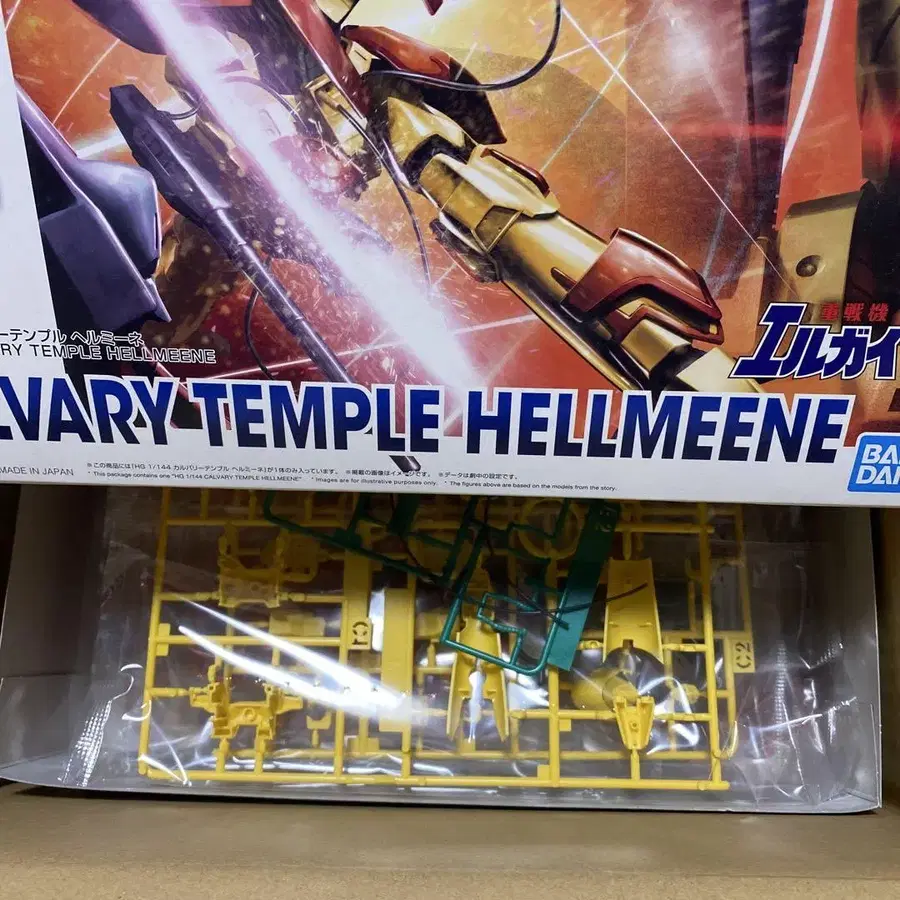 重戦機
エルガイ
ーテンプル ヘルミーネ
RY TEMPLE HELLMEENE
LVARY TEMPLE HELLMEENE
MADE IN JAPAN
※この商品には「HG 1/144 カルバリーテンプル ヘルミーネ」が1体のみ入っています。 ※掲載の画像はイメージです。 ※データは劇中の設定です。
* This package contains one "HG 1/144 CALVARY TEMPLE HELLMEENE" * Images are for illustrative purposes only. * The figures above are based on the models from the story.
BAN
DAI
C2